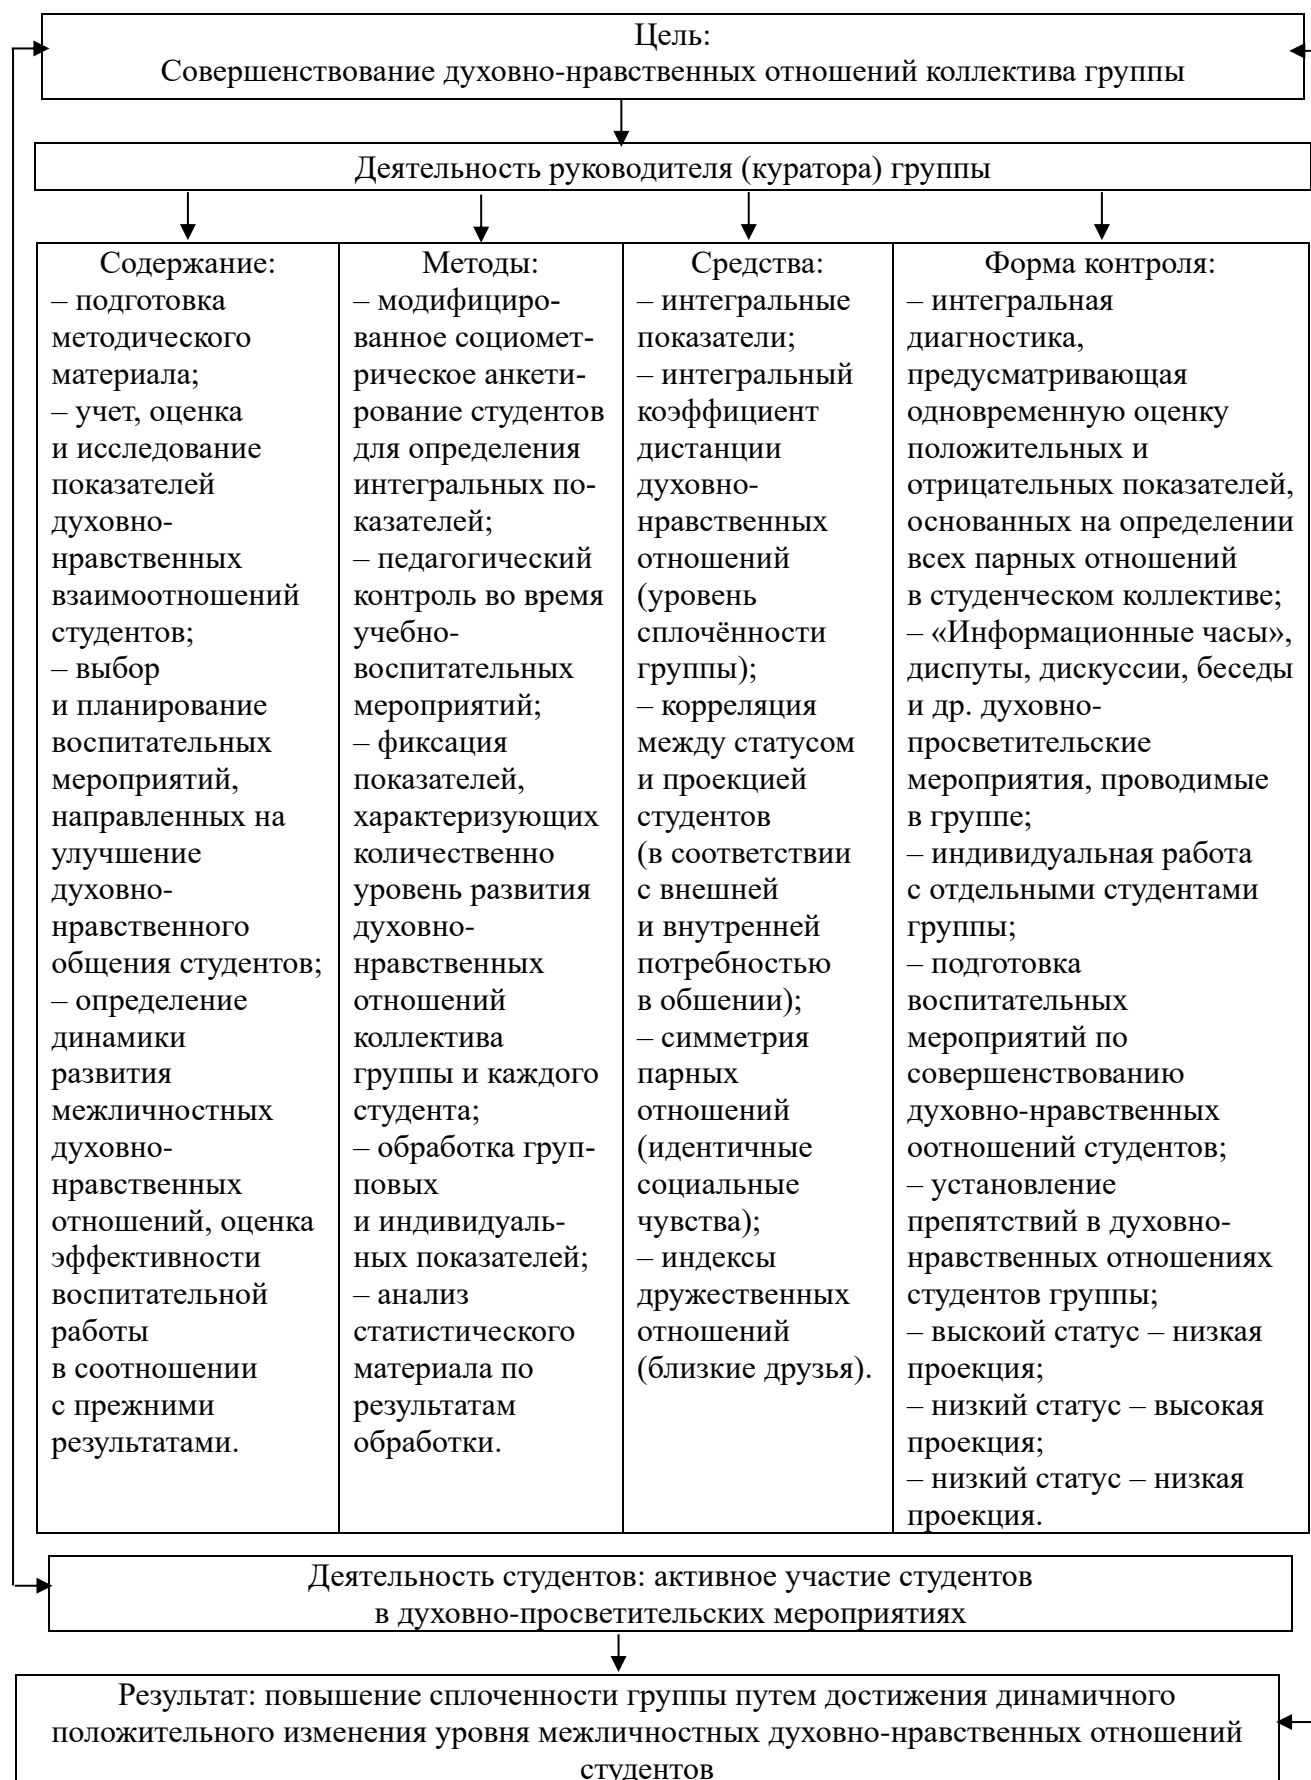 Цель:
Совершенствование духовно-нравственных отношений коллектива группы
Деятельность руководителя (куратора) группы
Содержание:
– подготовка
методического
материала;
– учет, оценка
и исследование
показателей
духовно-
нравственных
взаимоотношений
студентов;
– выбор
и планирование
воспитательных
мероприятий,
направленных на
улучшение
духовно-
нравственного
общения студентов;
– определение
динамики
развития
межличностных
духовно-
нравственных
отношений, оценка
эффективности
воспитательной
работы
в соотношении
с прежними
результатами.
Методы:
– модифициро-
ванное социомет-
рическое анкети-
рование студентов
для определения
интегральных по-
казателей;
– педагогический
контроль во время
учебно-
воспитательных
мероприятий;
– фиксация
показателей,
характеризующих
количественно
уровень развития
духовно-
нравственных
отношений
коллектива
группы и каждого
студента;
– обработка груп-
повых
и индивидуаль-
ных показателей;
– анализ
статистического
материала по
результатам
обработки.
Средства:
– интегральные
показатели;
– интегральный
коэффициент
дистанции
духовно-
нравственных
отношений
(уровень
сплочённости
группы);
– корреляция
между статусом
и проекцией
студентов
(в соответствии
с внешней
и внутренней
потребностью
в обшении);
– симметрия
парных
отношений
(идентичные
социальные
чувства);
– индексы
дружественных
отношений
(близкие друзья).
Форма контроля:
– интегральная
диагностика,
предусматривающая
одновременную оценку
положительных и
отрицательных показателей,
основанных на определении
всех парных отношений
в студенческом коллективе;
– «Информационные часы»,
диспуты, дискуссии, беседы
и др. духовно-
просветительские
мероприятия, проводимые
в группе;
– индивидуальная работа
с отдельными студентами
группы;
– подготовка
воспитательных
мероприятий по
совершенствованию
духовно-нравственных
оотношений студентов;
– установление
препятствий в духовно-
нравственных отношениях
студентов группы;
– выскоий статус – низкая
проекция;
– низкий статус – высокая
проекция;
– низкий статус – низкая
проекция.
Деятельность студентов: активное участие студентов
в духовно-просветительских мероприятиях
Результат: повышение сплоченности группы путем достижения динамичного
положительного изменения уровня межличностных духовно-нравственных отношений
студентов